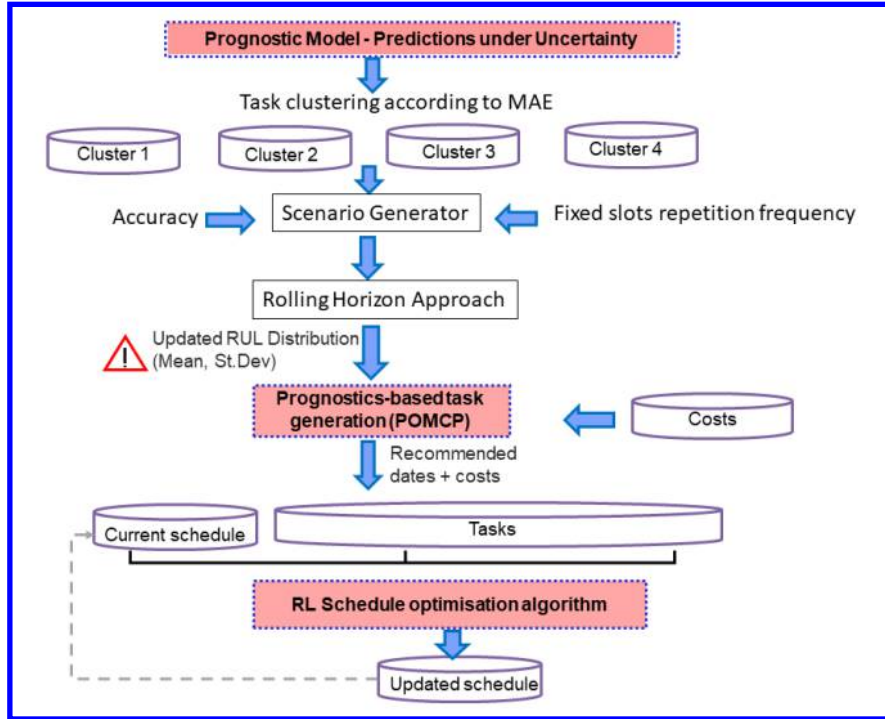 Prognostic Model - Predictions under Uncertainty
Task clustering according to MAE
Cluster 1
Cluster 2
Cluster 3
Cluster 4
Accuracy
Scenario Generator
Fixed slots repetition frequency
Rolling Horizon Approach
Updated RUL Distribution
(Mean, St.Dev)
!
Prognostics-based task
generation (POMCP)
Costs
Recommended
dates + costs
Current schedule
Tasks
RL Schedule optimisation algorithm
Updated schedule